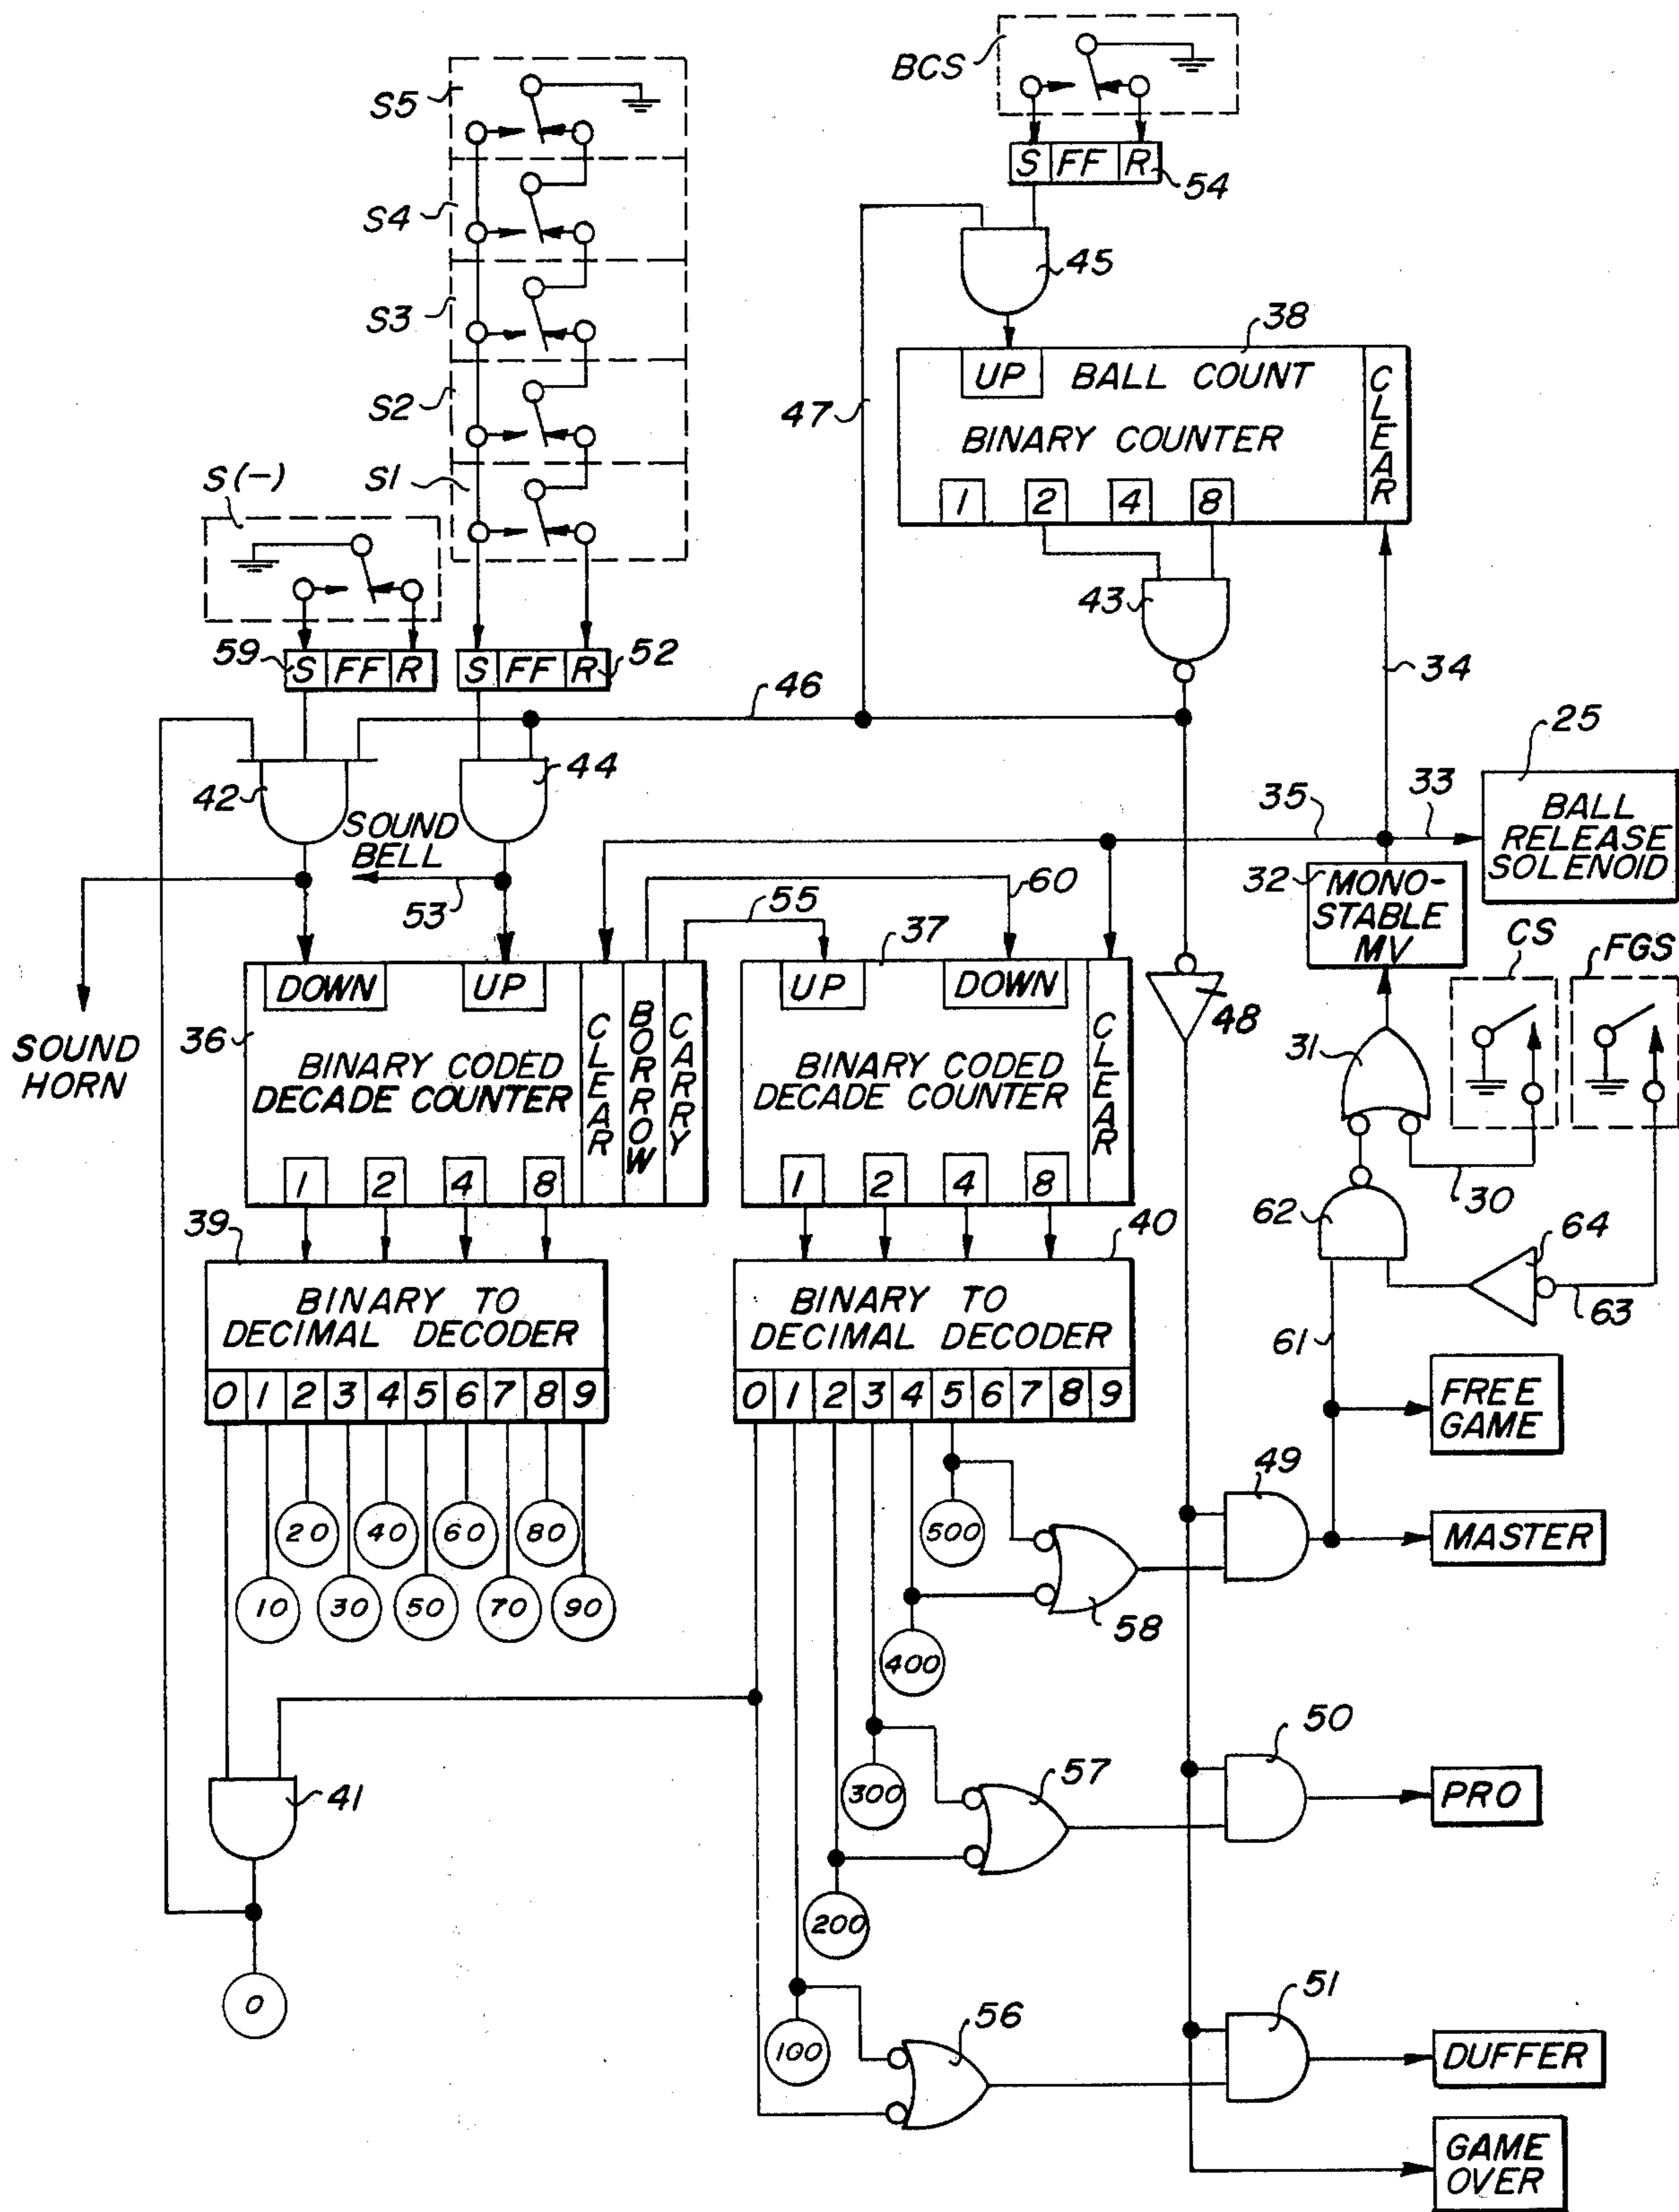 BCS
S5
S FF R
54
S4
45
S3
38
UP BALL COUNT
CLEAR
47
S2
BINARY COUNTER
S(-)
S1
1 2 4 8
43
59
S FF R
S FF R
52
34
46
25
42
44
35
33
BALL
RELEASE
SOLENOID
SOUND
BELL
32
MONO-
STABLE
MV
53
60
55
CS
FGS
37
DOWN UP
UP DOWN
48
36
CLEAR
BORROW
CARRY
CLEAR
SOUND
HORN
BINARY CODED
DECADE COUNTER
BINARY CODED
DECADE COUNTER
31
1 2 4 8
1 2 4 8
30
39
40
62
64
BINARY TO
DECIMAL DECODER
BINARY TO
DECIMAL DECODER
63
61
0 1 2 3 4 5 6 7 8 9
0 1 2 3 4 5 6 7 8 9
FREE
GAME
49
20 40 60 80
500
MASTER
10 30 50 70 90
58
400
50
41
300
57
PRO
200
51
0
100
56
DUFFER
GAME
OVER